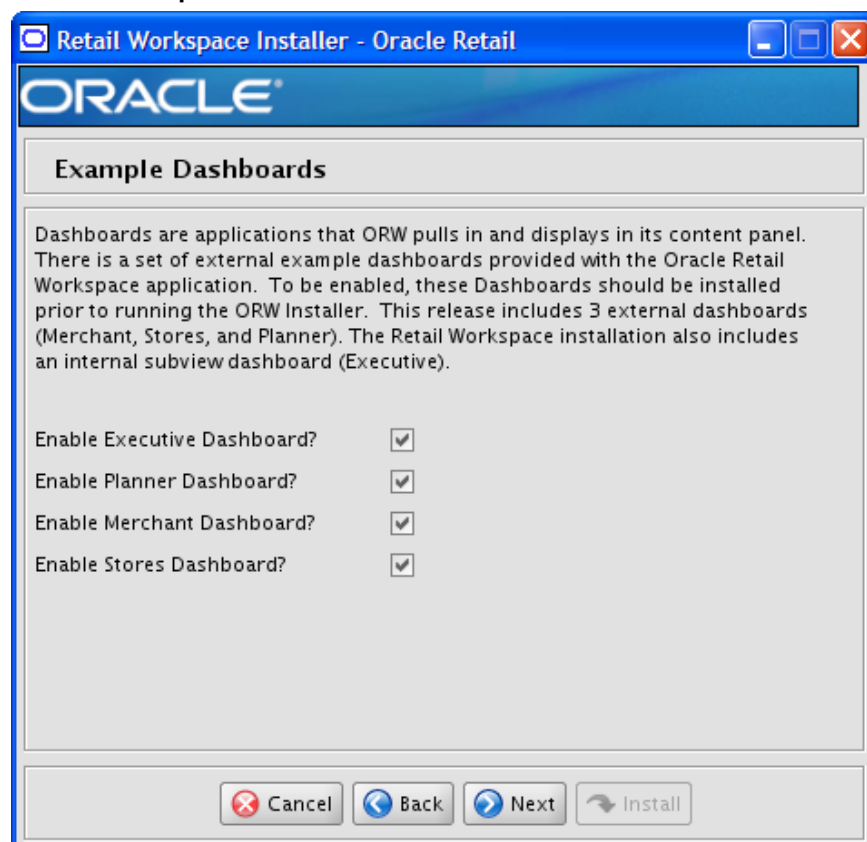 Retail Workspace Installer - Oracle Retail
ORACLE®
Example Dashboards
Dashboards are applications that ORW pulls in and displays in its content panel.
There is a set of external example dashboards provided with the Oracle Retail
Workspace application. To be enabled, these Dashboards should be installed
prior to running the ORW Installer. This release includes 3 external dashboards
(Merchant, Stores, and Planner). The Retail Workspace installation also includes
an internal subview dashboard (Executive).
Enable Executive Dashboard?
Enable Planner Dashboard?
Enable Merchant Dashboard?
Enable Stores Dashboard?
Cancel Back Next Install